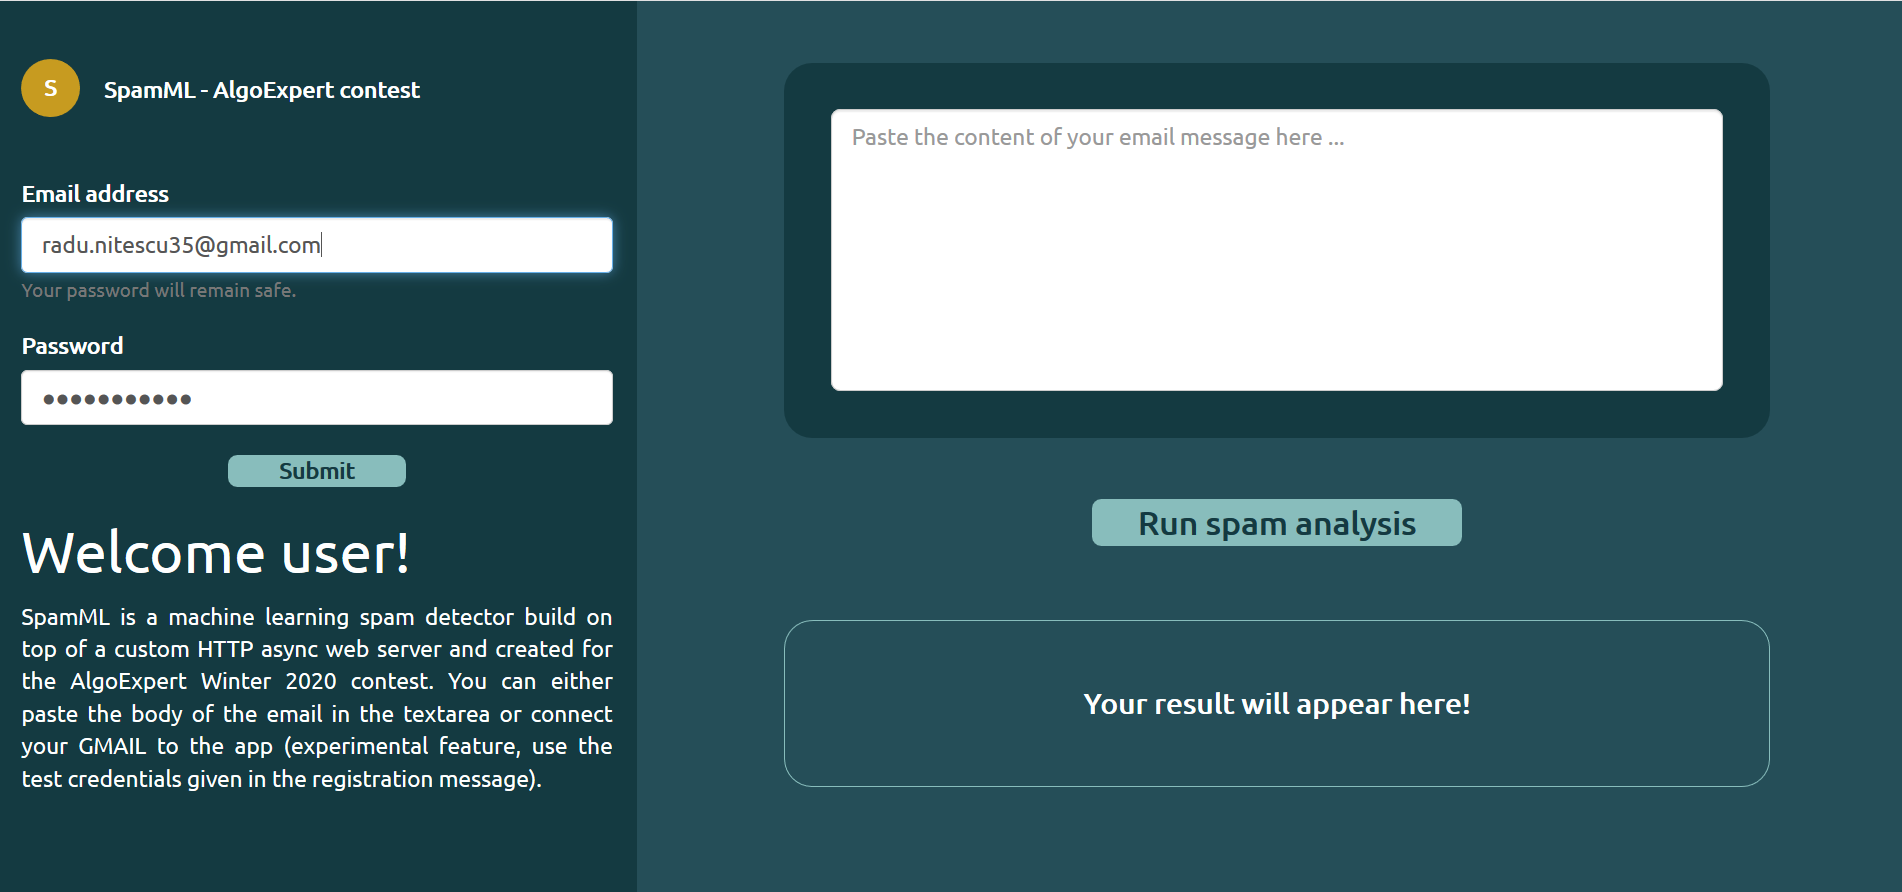 S
SpamML - AlgoExpert contest
Email address
radu.nitescu35@gmail.com
Your password will remain safe.
Password
●●●●●●●●●●●
Submit
Welcome user!
SpamML is a machine learning spam detector build on
top of a custom HTTP async web server and created for
the AlgoExpert Winter 2020 contest. You can either
paste the body of the email in the textarea or connect
your GMAIL to the app (experimental feature, use the
test credentials given in the registration message).
Paste the content of your email message here ...
Run spam analysis
Your result will appear here!